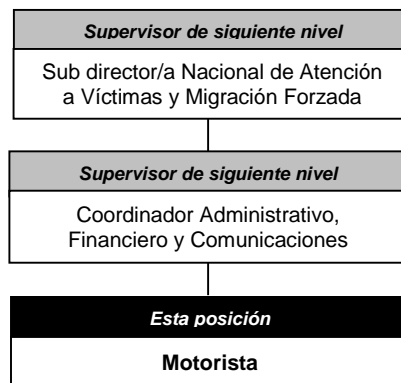 Supervisor de siguiente nivel
Sub director/a Nacional de Atención
a Víctimas y Migración Forzada
Supervisor de siguiente nivel
Coordinador Administrativo,
Financiero y Comunicaciones
Esta posición
Motorista